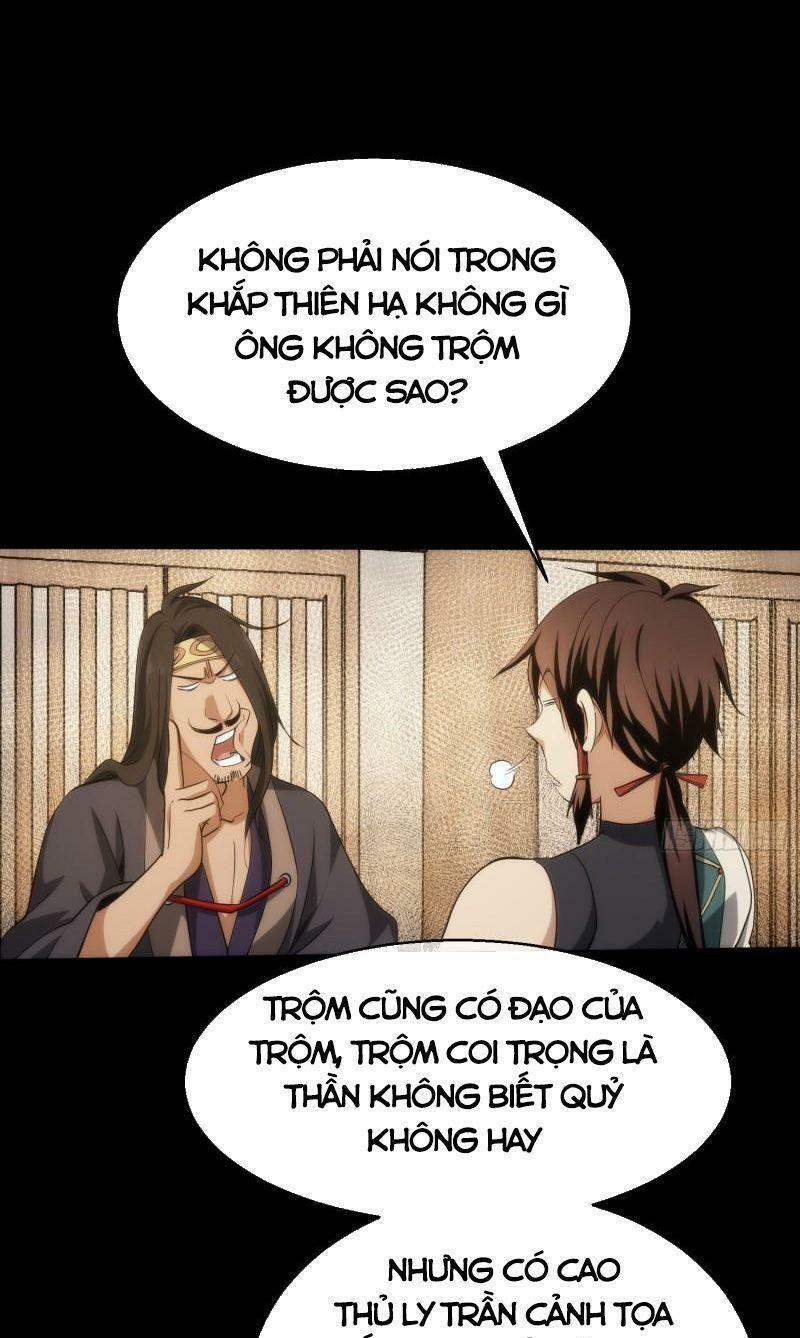 KHÔNG PHẢI NÓI TRONG
KHẮP THIÊN HẠ KHÔNG GÌ
ÔNG KHÔNG TRỘM
ĐƯỢC SAO?
TRỘM CŨNG CÓ ĐẠO CỦA
TRỘM, TRỘM COI TRỌNG LÀ
THẦN KHÔNG BIẾT QUỶ
KHÔNG HAY
NHƯNG CÓ CAO
THỦ LY TRẦN CẢNH TỌA